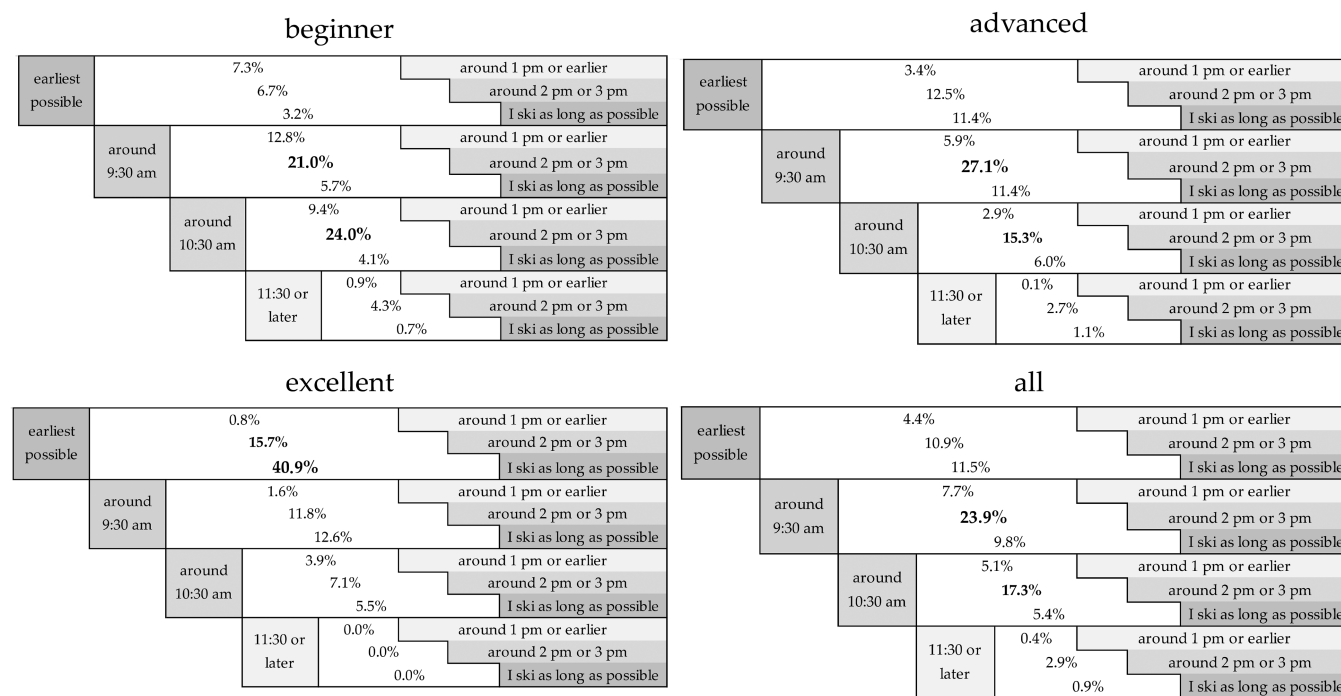 beginner
earliest
possible
7.3%
around 1 pm or earlier
6.7%
around 2 pm or 3 pm
3.2%
I ski as long as possible
around
9:30 am
12.8%
around 1 pm or earlier
21.0%
around 2 pm or 3 pm
5.7%
I ski as long as possible
around
10:30 am
9.4%
around 1 pm or earlier
24.0%
around 2 pm or 3 pm
4.1%
I ski as long as possible
11:30 or
later
0.9%
around 1 pm or earlier
4.3%
around 2 pm or 3 pm
0.7%
I ski as long as possible
advanced
earliest
possible
3.4%
around 1 pm or earlier
12.5%
around 2 pm or 3 pm
11.4%
I ski as long as possible
around
9:30 am
5.9%
around 1 pm or earlier
27.1%
around 2 pm or 3 pm
11.4%
I ski as long as possible
around
10:30 am
2.9%
around 1 pm or earlier
15.3%
around 2 pm or 3 pm
6.0%
I ski as long as possible
11:30 or
later
0.1%
around 1 pm or earlier
2.7%
around 2 pm or 3 pm
1.1%
I ski as long as possible
excellent
earliest
possible
0.8%
around 1 pm or earlier
15.7%
around 2 pm or 3 pm
40.9%
I ski as long as possible
around
9:30 am
1.6%
around 1 pm or earlier
11.8%
around 2 pm or 3 pm
12.6%
I ski as long as possible
around
10:30 am
3.9%
around 1 pm or earlier
7.1%
around 2 pm or 3 pm
5.5%
I ski as long as possible
11:30 or
later
0.0%
around 1 pm or earlier
0.0%
around 2 pm or 3 pm
0.0%
I ski as long as possible
all
earliest
possible
4.4%
around 1 pm or earlier
10.9%
around 2 pm or 3 pm
11.5%
I ski as long as possible
around
9:30 am
7.7%
around 1 pm or earlier
23.9%
around 2 pm or 3 pm
9.8%
I ski as long as possible
around
10:30 am
5.1%
around 1 pm or earlier
17.3%
around 2 pm or 3 pm
5.4%
I ski as long as possible
11:30 or
later
0.4%
around 1 pm or earlier
2.9%
around 2 pm or 3 pm
0.9%
I ski as long as possible